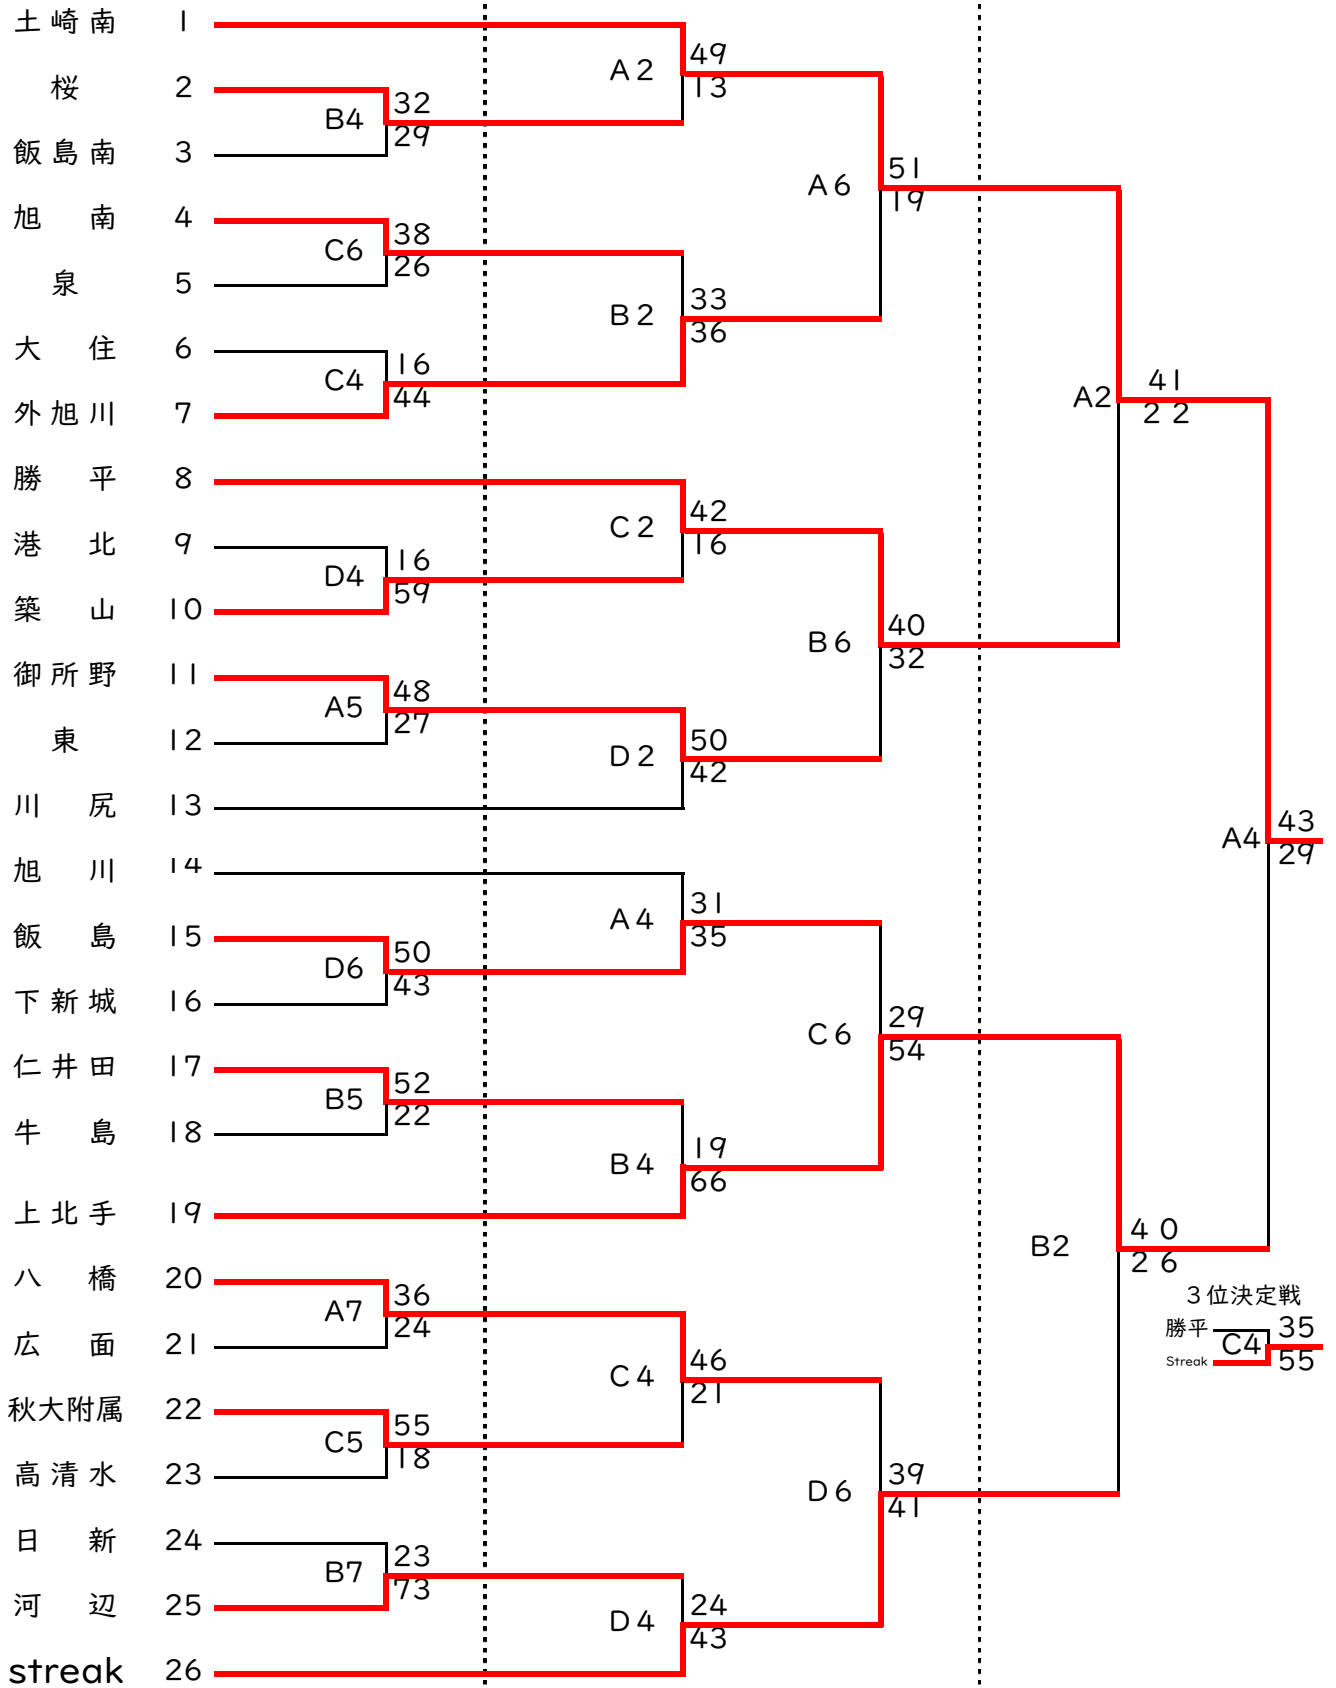 土崎南 1
49
A2
13
桜 2
32
B4
29
飯島南 3
51
A6
19
旭南 4
38
C6
26
泉 5
33
B2
36
大住 6
16
C4
44
外旭川 7
41
A2
22
勝平 8
42
C2
16
港北 9
16
D4
59
築山 10
40
B6
32
御所野 11
48
A5
27
東 12
50
D2
42
川尻 13
43
A4
29
旭川 14
31
A4
35
飯島 15
50
D6
43
下新城 16
29
C6
54
仁井田 17
52
B5
22
牛島 18
19
B4
66
上北手 19
40
B2
26
八橋 20
36
A7
24
3位決定戦
勝平 35
C4
Streak 55
広面 21
46
C4
21
秋大附属 22
55
C5
18
高清水 23
39
D6
41
日新 24
23
B7
73
河辺 25
24
D4
43
streak 26